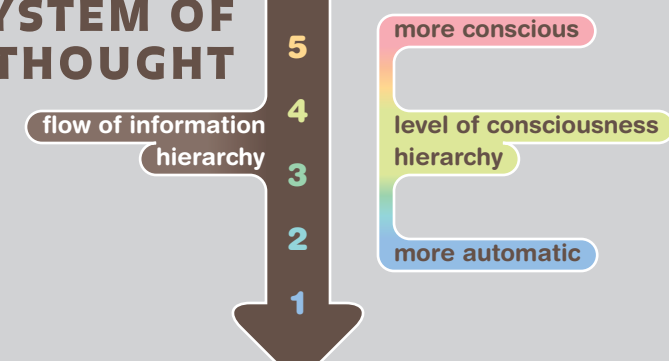 YSTEM OF
THOUGHT
5
more conscious
4
flow of information
hierarchy
level of consciousness
hierarchy
3
2
more automatic
1